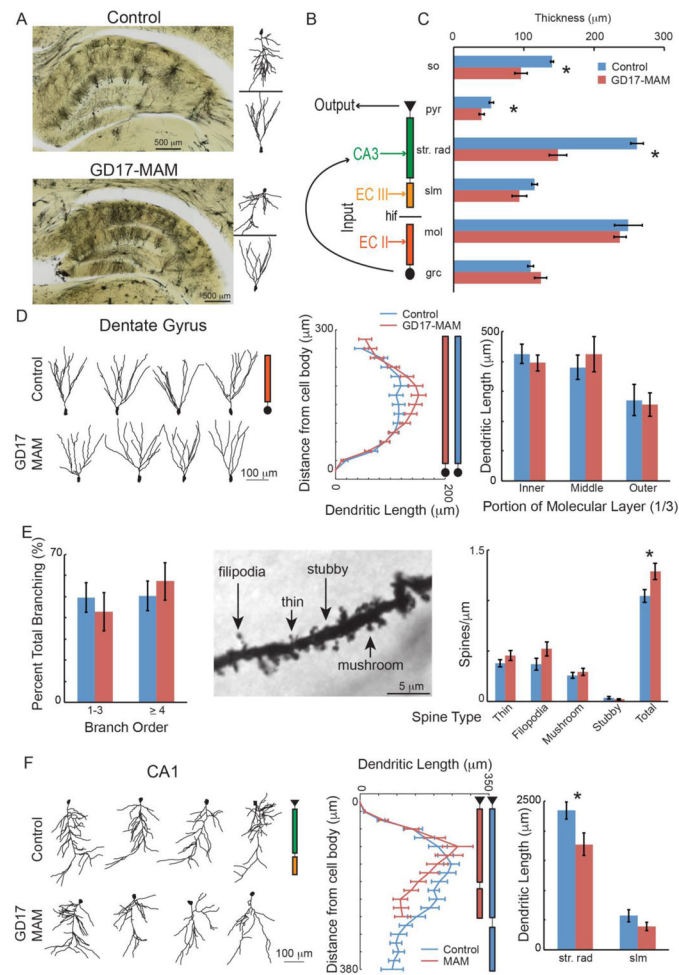 A
Control
500 µm
GD17-MAM
500 µm
B
Output
CA3
EC III
Input
hif
EC II
C
Thickness (µm)
0
100
200
300
so
pyr
str. rad
slm
mol
grc
Control
GD17-MAM
*
*
*
D
Dentate Gyrus
Control
GD17
MAM
100 µm
Control
GD17-MAM
300
0
Distance from cell body (µm)
0
200
Dendritic Length (µm)
500
0
Dendritic Length (µm)
Inner
Middle
Outer
Portion of Molecular Layer (1/3)
E
70
0
Percent Total Branching (%)
1-3
≥ 4
Branch Order
filipodia
thin
stubby
mushroom
5 µm
1.5
0
Spines/µm
*
Spine Type
Thin
Filopodia
Mushroom
Stubby
Total
F
CA1
Control
GD17
MAM
100 µm
Dendritic Length (µm)
0
350
0
380
Distance from cell body (µm)
Control
MAM
2500
0
Dendritic Length (µm)
*
str. rad
slm